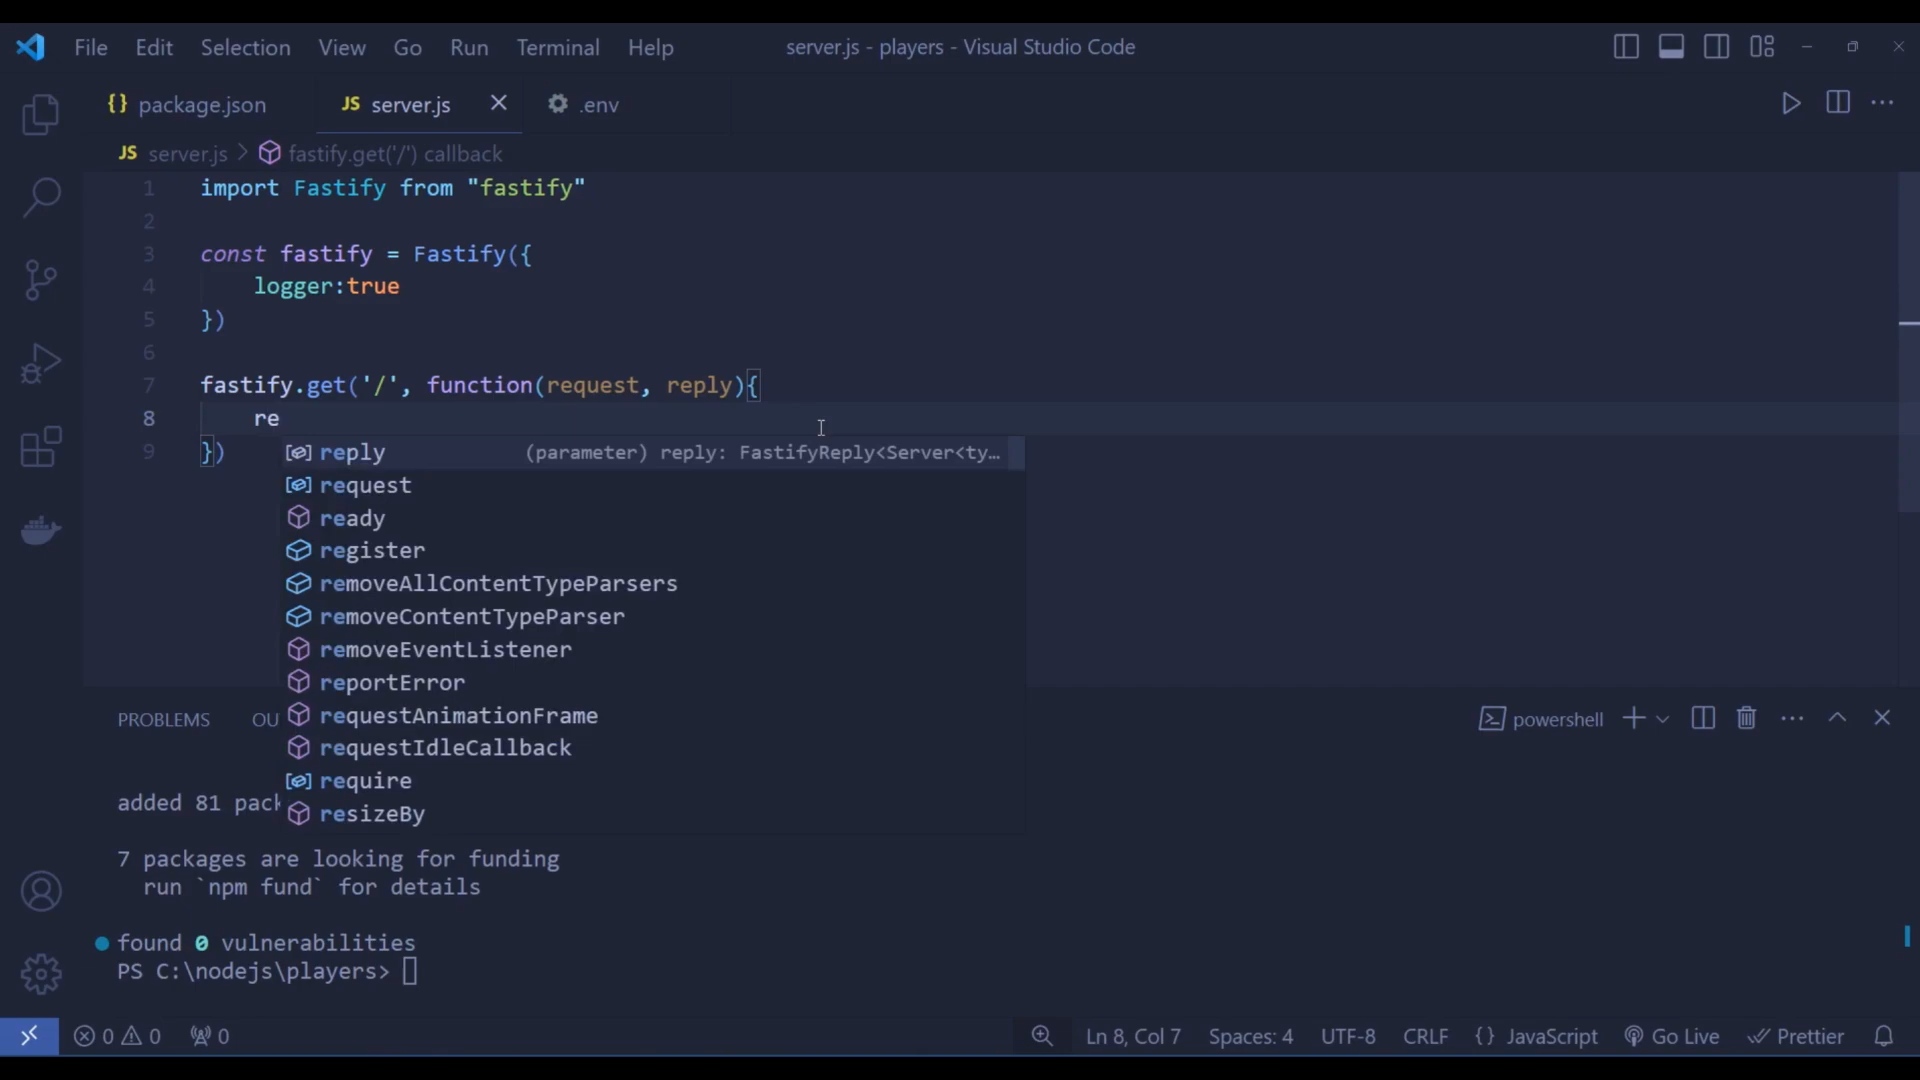 File Edit Selection View Go Run Terminal Help server.js - players - Visual Studio Code
{} package.json JS server.js .env
JS server.js > fastify.get('/') callback
1 import Fastify from "fastify"
2
3 const fastify = Fastify({
4 logger:true
5 })
6
7 fastify.get('/', function(request, reply){
8 re
9 })
reply (parameter) reply: FastifyReply<Server<ty…
request
ready
register
removeAllContentTypeParsers
removeContentTypeParser
removeEventListener
reportError
requestAnimationFrame
requestIdleCallback
require
resizeBy
PROBLEMS OU powershell
added 81 pack
7 packages are looking for funding
run `npm fund` for details
found 0 vulnerabilities
PS C:\nodejs\players>
0 0 0 Ln 8, Col 7 Spaces: 4 UTF-8 CRLF {} JavaScript Go Live Prettier